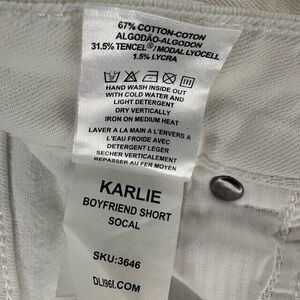 67% COTTON-COTON
ALGODÃO-ALGODON
31.5% TENCEL®/MODAL LYOCELL
1.5% LYCRA
HAND WASH INSIDE OUT
WITH COLD WATER AND
LIGHT DETERGENT
DRY VERTICALLY
IRON ON MEDIUM HEAT
LAVER A LA MAIN A L'ENVERS A
L'EAU FROIDE AVEC
DETERGENT LEGER
SECHER VERTICALEMENT
REPASSER AU FER MOYEN
KARLIE
BOYFRIEND SHORT
SOCAL
SKU:3646
DL1961.COM